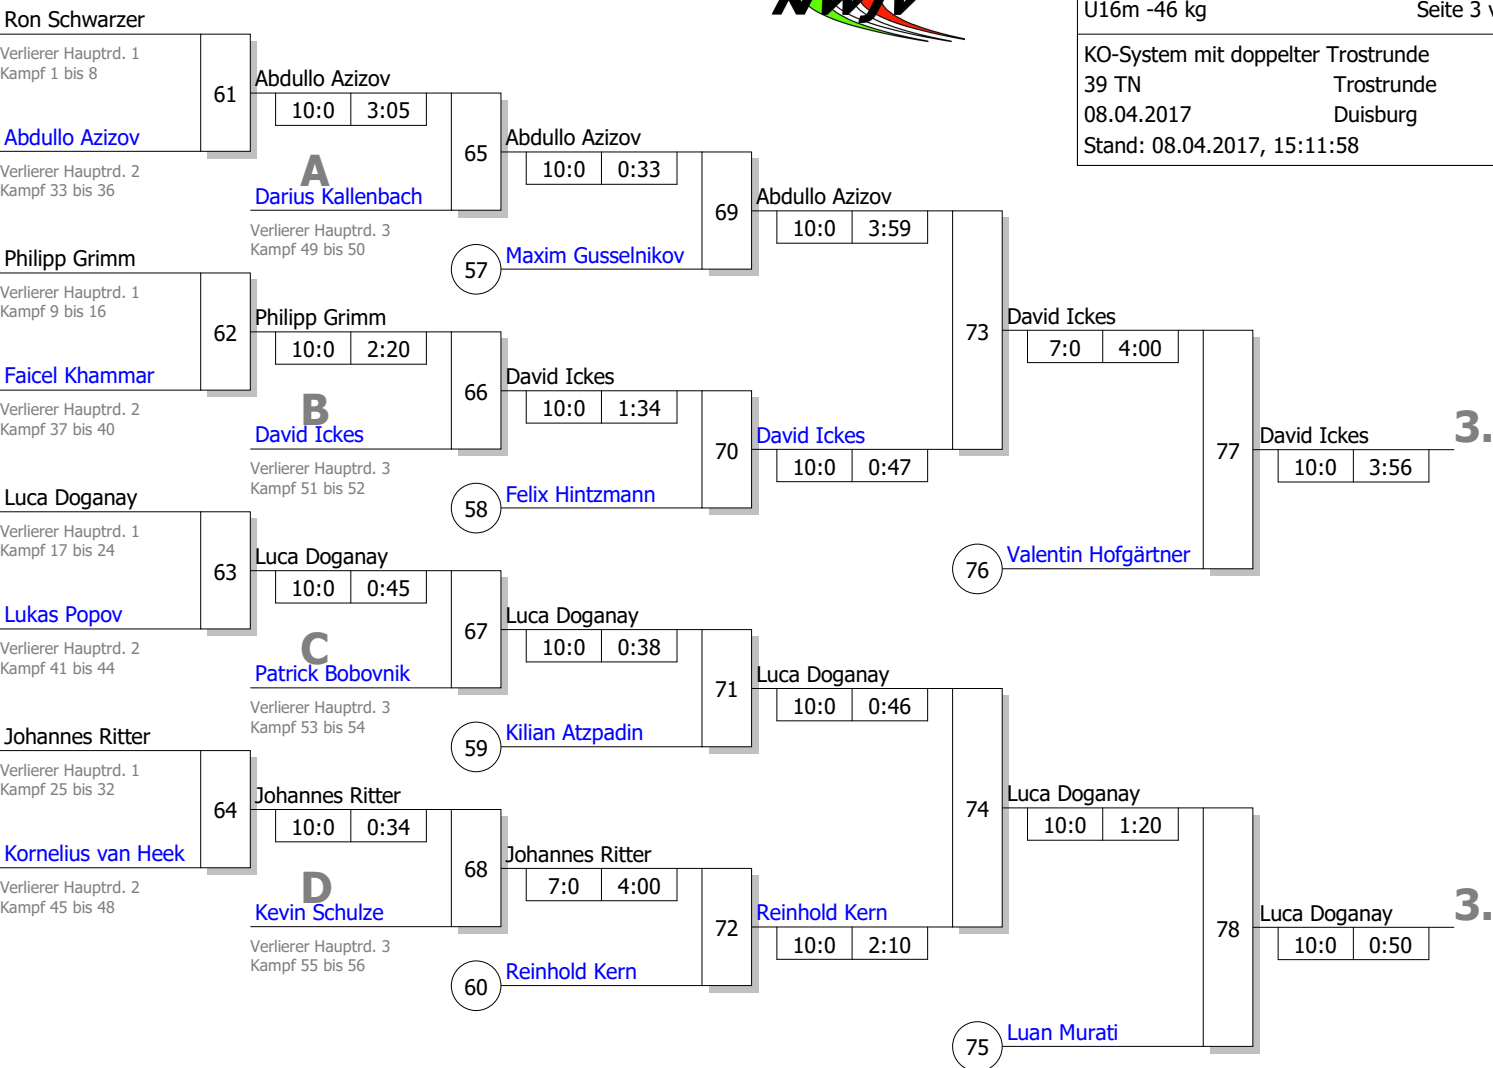 NWJV
U16m -46 kg Seite 3 v
KO-System mit doppelter Trostrunde
39 TN Trostrunde
08.04.2017 Duisburg
Stand: 08.04.2017, 15:11:58
Ron Schwarzer
Verlierer Hauptrd. 1
Kampf 1 bis 8
61
Abdullo Azizov
Verlierer Hauptrd. 2
Kampf 33 bis 36
Abdullo Azizov
10:0 3:05
A
65
Darius Kallenbach
Verlierer Hauptrd. 3
Kampf 49 bis 50
Abdullo Azizov
10:0 0:33
69
57 Maxim Gusselnikov
Abdullo Azizov
10:0 3:59
Philipp Grimm
Verlierer Hauptrd. 1
Kampf 9 bis 16
62
Faicel Khammar
Verlierer Hauptrd. 2
Kampf 37 bis 40
Philipp Grimm
10:0 2:20
B
66
David Ickes
Verlierer Hauptrd. 3
Kampf 51 bis 52
David Ickes
10:0 1:34
70
58 Felix Hintzmann
David Ickes
10:0 0:47
73
David Ickes
7:0 4:00
77
76 Valentin Hofgärtner
David Ickes
10:0 3:56
3.
Luca Doganay
Verlierer Hauptrd. 1
Kampf 17 bis 24
63
Lukas Popov
Verlierer Hauptrd. 2
Kampf 41 bis 44
Luca Doganay
10:0 0:45
C
67
Patrick Bobovnik
Verlierer Hauptrd. 3
Kampf 53 bis 54
Luca Doganay
10:0 0:38
71
59 Kilian Atzpadin
Luca Doganay
10:0 0:46
Johannes Ritter
Verlierer Hauptrd. 1
Kampf 25 bis 32
64
Kornelius van Heek
Verlierer Hauptrd. 2
Kampf 45 bis 48
Johannes Ritter
10:0 0:34
D
68
Kevin Schulze
Verlierer Hauptrd. 3
Kampf 55 bis 56
Johannes Ritter
7:0 4:00
72
60 Reinhold Kern
Reinhold Kern
10:0 2:10
74
Luca Doganay
10:0 1:20
78
75 Luan Murati
Luca Doganay
10:0 0:50
3.